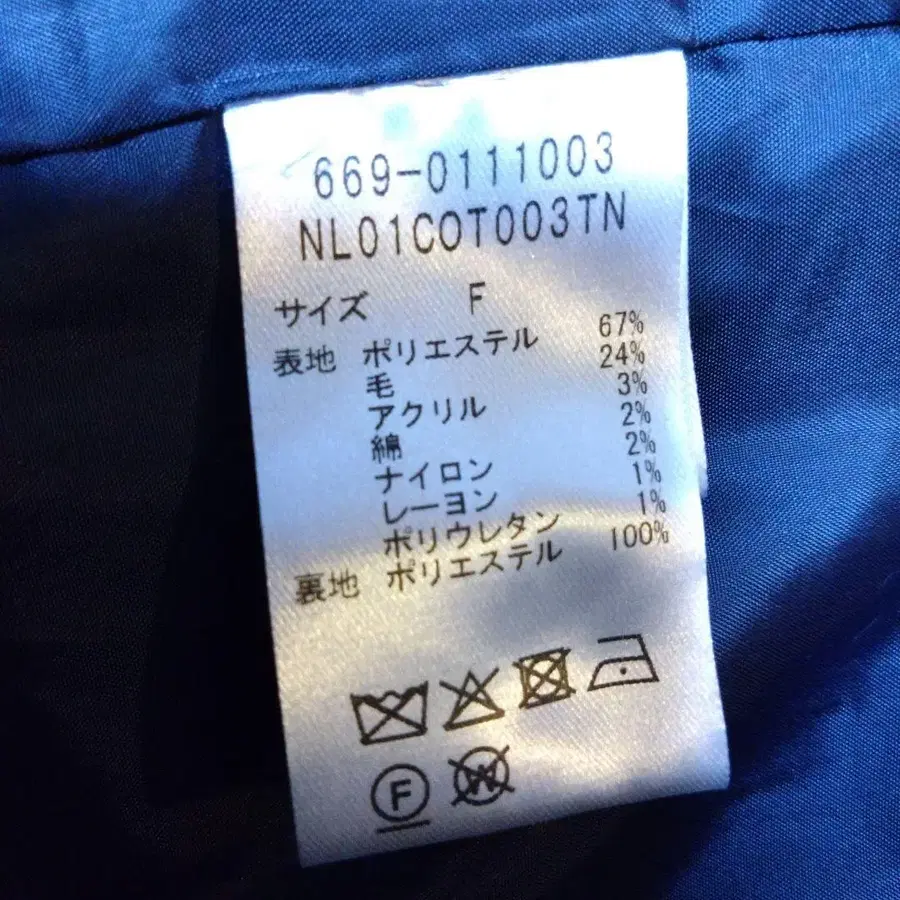 669-0111003
NL01COT003TN
サイズ F
表地 ポリエステル 67%
毛 24%
アクリル 3%
綿 2%
ナイロン 2%
レーヨン 1%
ポリウレタン 1%
裏地 ポリエステル 100%
F
W